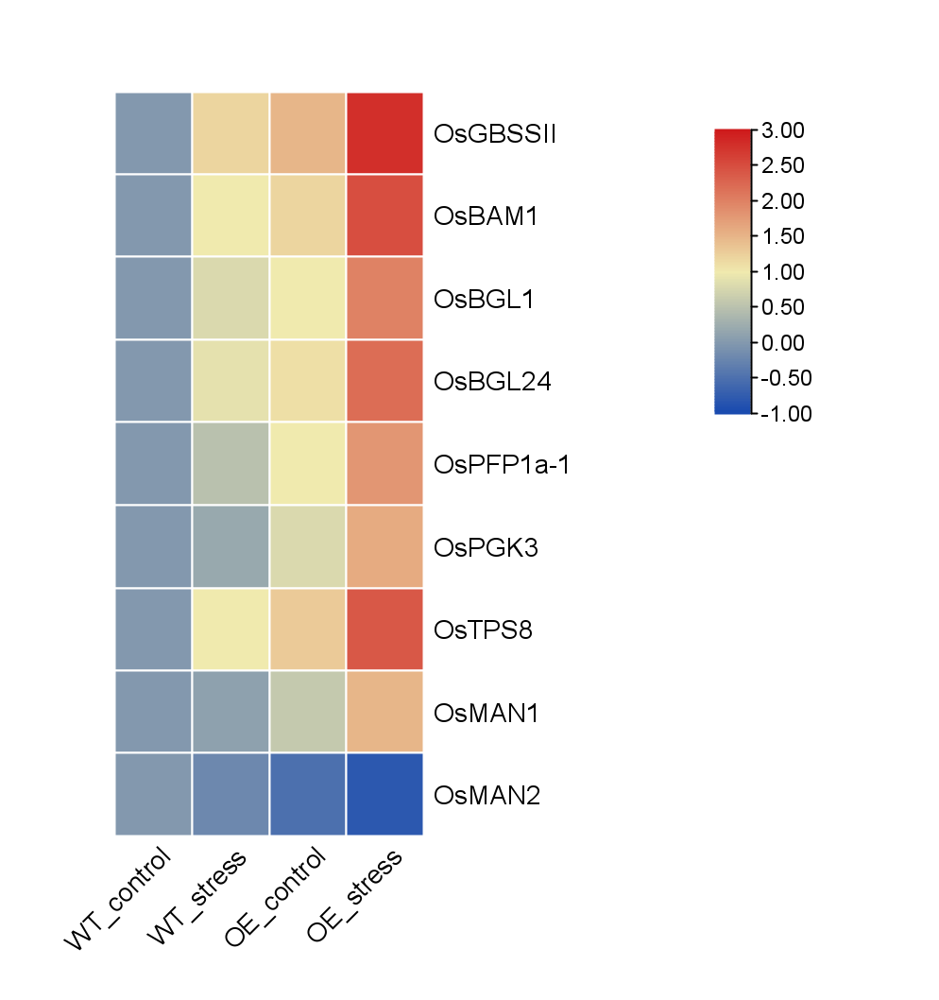 OsGBSSII
OsBAM1
OsBGL1
OsBGL24
OsPFP1a-1
OsPGK3
OsTPS8
OsMAN1
OsMAN2
WT_control
WT_stress
OE_control
OE_stress
3.00
2.50
2.00
1.50
1.00
0.50
0.00
-0.50
-1.00